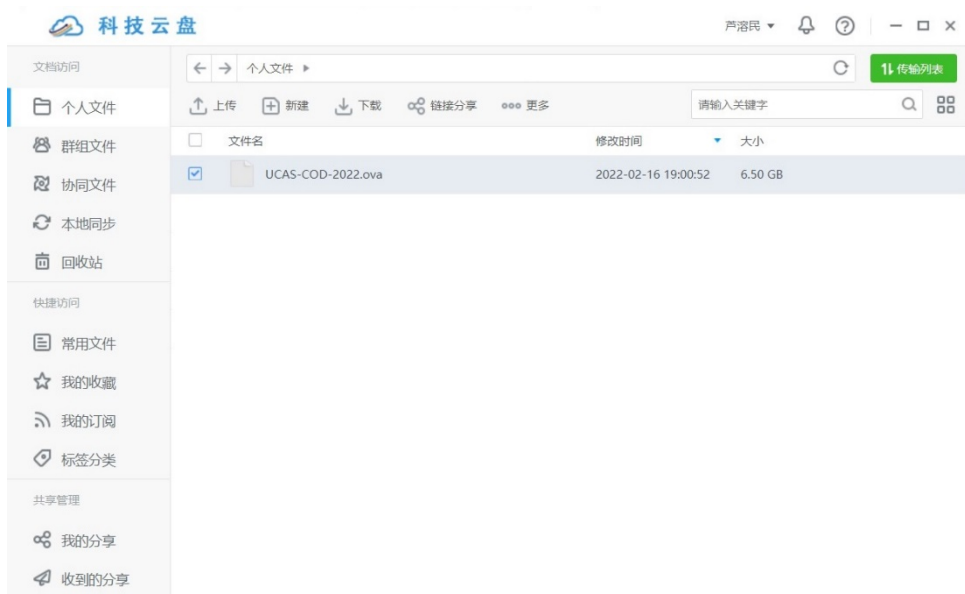 科技云盘
芦溶民
文档访问
个人文件
传输列表
个人文件
上传 新建 下载 链接分享 更多
请输入关键字
群组文件
文件名 修改时间 大小
协同文件
UCAS-COD-2022.ova 2022-02-16 19:00:52 6.50 GB
本地同步
回收站
快捷访问
常用文件
我的收藏
我的订阅
标签分类
共享管理
我的分享
收到的分享